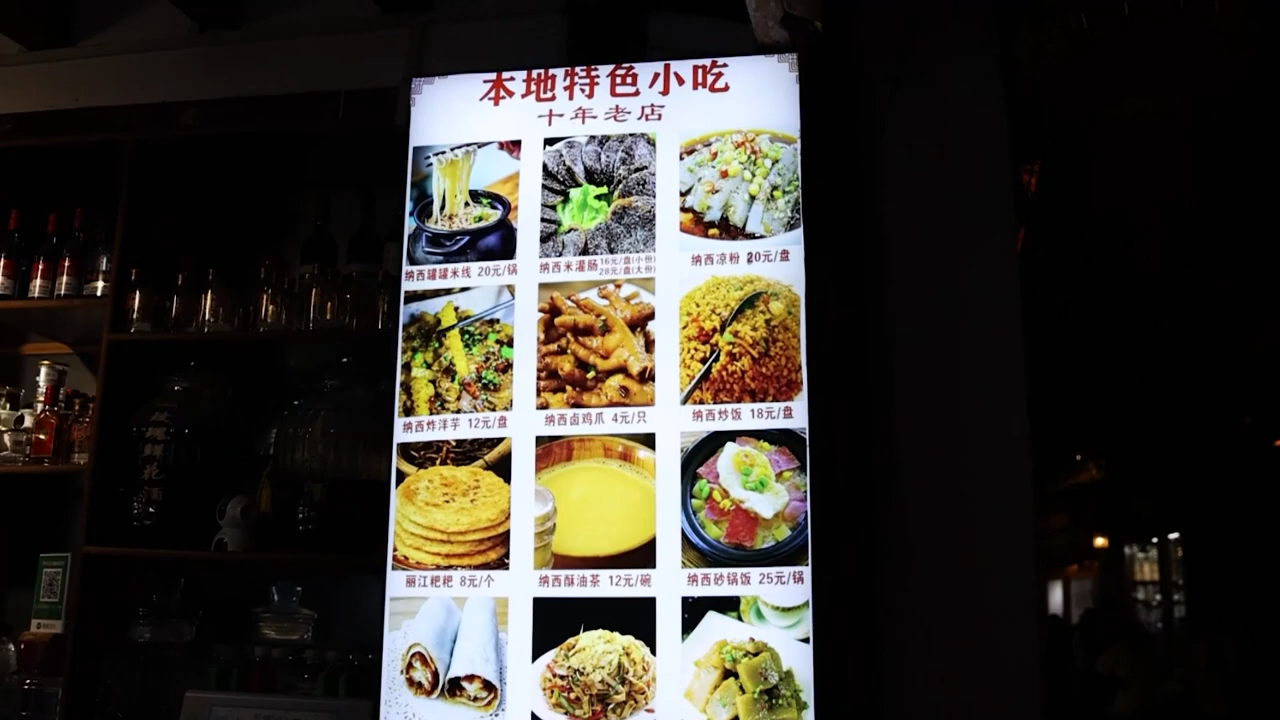 本地特色小吃
十年老店
纳西罐罐米线 20元/锅
纳西米灌肠 16元/盘(小份)
28元/盘(大份)
纳西凉粉 20元/盘
纳西炸洋芋 12元/盘
纳西卤鸡爪 4元/只
纳西炒饭 18元/盘
丽江粑粑 8元/个
纳西酥油茶 12元/碗
纳西砂锅饭 25元/锅